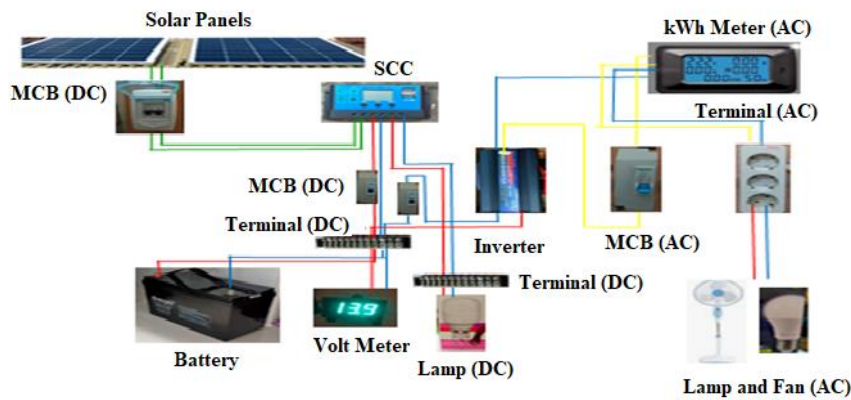 Solar Panels
kWh Meter (AC)
SCC
MCB (DC)
Terminal (AC)
MCB (DC)
Terminal (DC)
Inverter
MCB (AC)
Terminal (DC)
13.9
Battery
Volt Meter
Lamp (DC)
Lamp and Fan (AC)